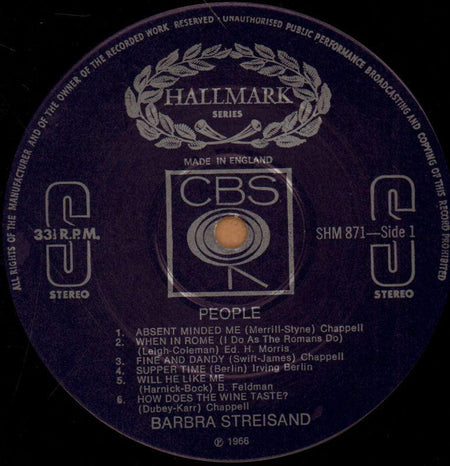 ALL RIGHTS OF THE MANUFACTURER AND OF THE OWNER OF THE RECORDED WORK RESERVED - UNAUTHORISED PUBLIC PERFORMANCE BROADCASTING AND COPYING OF THIS RECORD PROHIBITED
HALLMARK
SERIES
MADE IN ENGLAND
CBS
S
33⅓ R.P.M.
STEREO
SHM 871—Side 1
S
STEREO
PEOPLE
1. ABSENT MINDED ME (Merrill-Styne) Chappell
2. WHEN IN ROME (I Do As The Romans Do)
(Leigh-Coleman) Ed. H. Morris
3. FINE AND DANDY (Swift-James) Chappell
4. SUPPER TIME (Berlin) Irving Berlin
5. WILL HE LIKE ME
(Harnick-Bock) B. Feldman
6. HOW DOES THE WINE TASTE?
(Dubey-Karr) Chappell
BARBRA STREISAND
℗ 1966